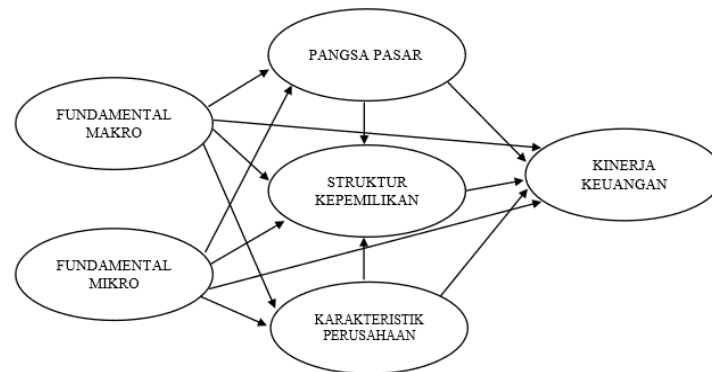 PANGSA PASAR
FUNDAMENTAL
MAKRO
STRUKTUR
KEPEMILIKAN
KINERJA
KEUANGAN
FUNDAMENTAL
MIKRO
KARAKTERISTIK
PERUSAHAAN